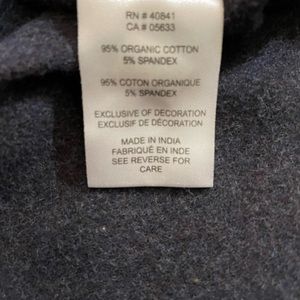 RN # 40841
CA # 05633
95% ORGANIC COTTON
5% SPANDEX
95% COTON ORGANIQUE
5% SPANDEX
EXCLUSIVE OF DECORATION
EXCLUSIF DE DÉCORATION
MADE IN INDIA
FABRIQUÉ EN INDE
SEE REVERSE FOR
CARE